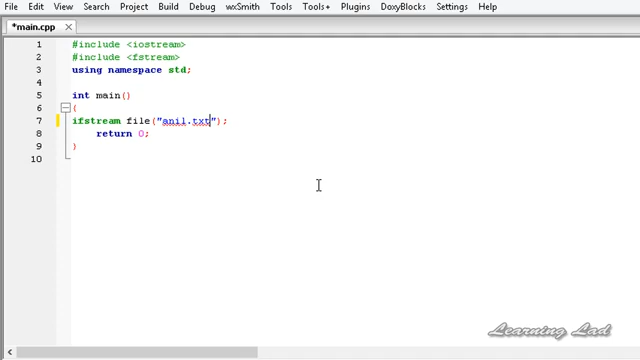 File Edit View Search Project Build Debug wxSmith Tools Tools+ Plugins DoxyBlocks Settings Help
*main.cpp
1 #include <iostream>
2 #include <fstream>
3 using namespace std;
4
5 int main()
6 {
7 ifstream file("anil.txt");
8 return 0;
9 }
10
Learning Lad